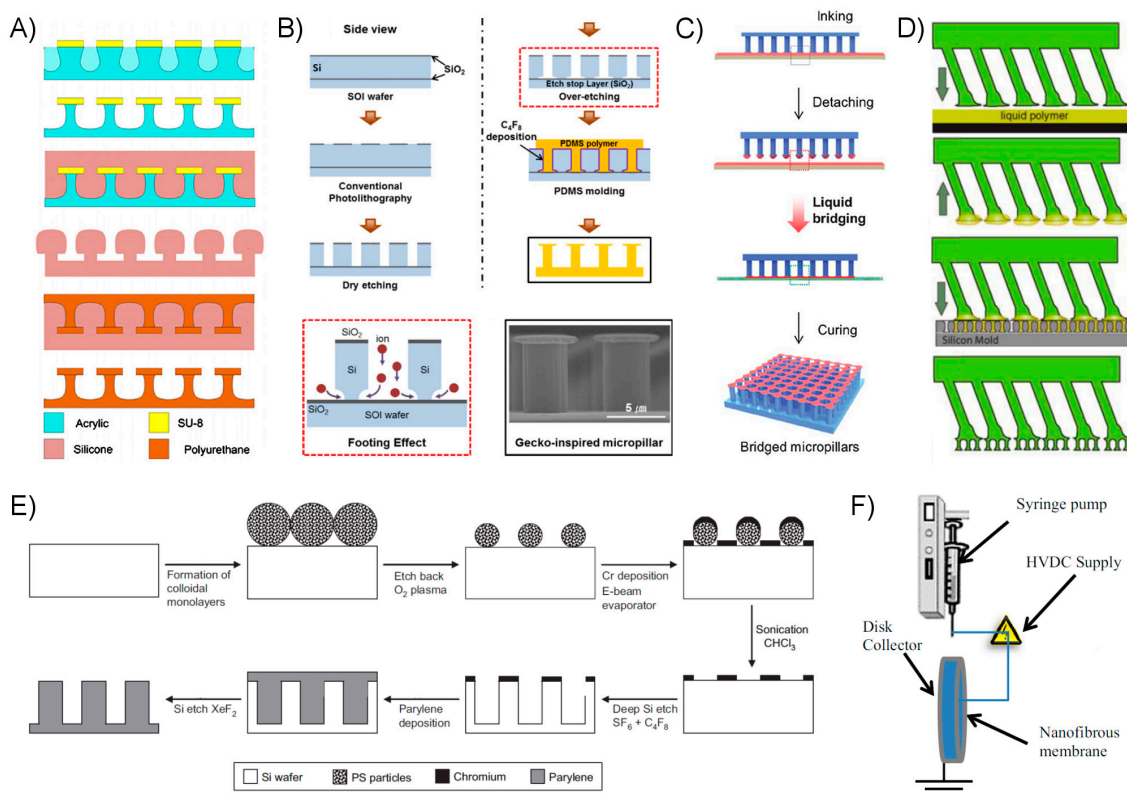 A)
Acrylic
SU-8
Silicone
Polyurethane
B)
Side view
Si
SiO2
SOI wafer
Conventional
Photolithography
Dry etching
Etch stop Layer (SiO2)
Over-etching
C4F8
deposition
PDMS polymer
PDMS molding
SiO2
ion
Si
Si
SiO2
SOI wafer
Footing Effect
5 ㎛
Gecko-inspired micropillar
C)
Inking
Detaching
Liquid
bridging
Curing
Bridged micropillars
D)
liquid polymer
Silicon Mold
E)
Formation of
colloidal
monolayers
Etch back
O2 plasma
Cr deposition
E-beam
evaporator
Sonication
CHCl3
Deep Si etch
SF6 + C4F8
Parylene
deposition
Si etch XeF2
Si wafer
PS particles
Chromium
Parylene
F)
Syringe pump
HVDC Supply
Disk
Collector
Nanofibrous
membrane